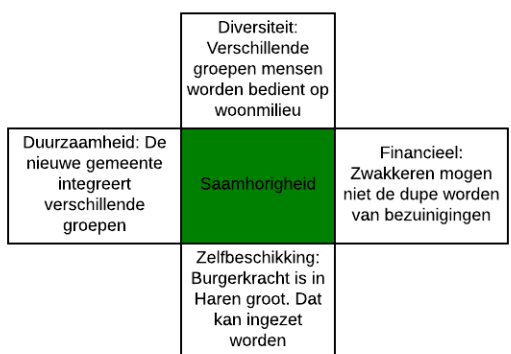 Diversiteit:
Verschillende
groepen mensen
worden bedient op
woonmilieu
Duurzaamheid: De
nieuwe gemeente
integreert
verschillende
groepen
Saamhorigheid
Financieel:
Zwakkeren mogen
niet de dupe worden
van bezuinigingen
Zelfbeschikking:
Burgerkracht is in
Haren groot. Dat
kan ingezet
worden